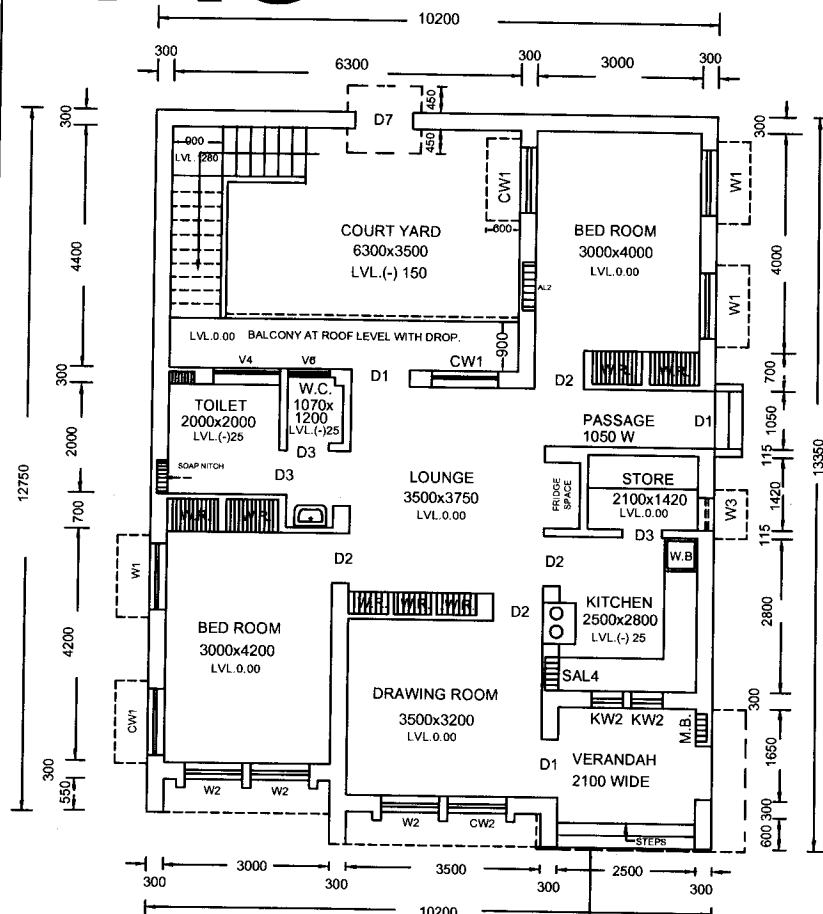 10200
300
6300
300
3000
300
300
4400
300
2000
700
4200
300
550
12750
450
D7
450
900
LVL. 1280
COURT YARD
6300x3500
LVL.(-) 150
CW1
600
AL2
BED ROOM
3000x4000
LVL.0.00
W1
W1
300
4000
700
1050
115
1420
115
2800
300
1650
300
600
13350
LVL.0.00 BALCONY AT ROOF LEVEL WITH DROP.
900
V4
V6
D1
CW1
D2
W.R.
W.R.
TOILET
2000x2000
LVL.(-)25
W.C.
1070x
1200
LVL.(-)25
D3
D3
SOAP NITCH
PASSAGE
1050 W
D1
LOUNGE
3500x3750
LVL.0.00
FRIDGE
SPACE
STORE
2100x1420
LVL.0.00
W3
D3
W.R.
W.R.
D2
D2
W.B
W1
BED ROOM
3000x4200
LVL.0.00
CW1
W.R.
W.R.
W.R.
D2
KITCHEN
2500x2800
LVL.(-) 25
SAL4
DRAWING ROOM
3500x3200
LVL.0.00
KW2 KW2
M.B.
D1
VERANDAH
2100 WIDE
W2
W2
W2
CW2
STEPS
300
3000
300
3500
300
2500
300
10200